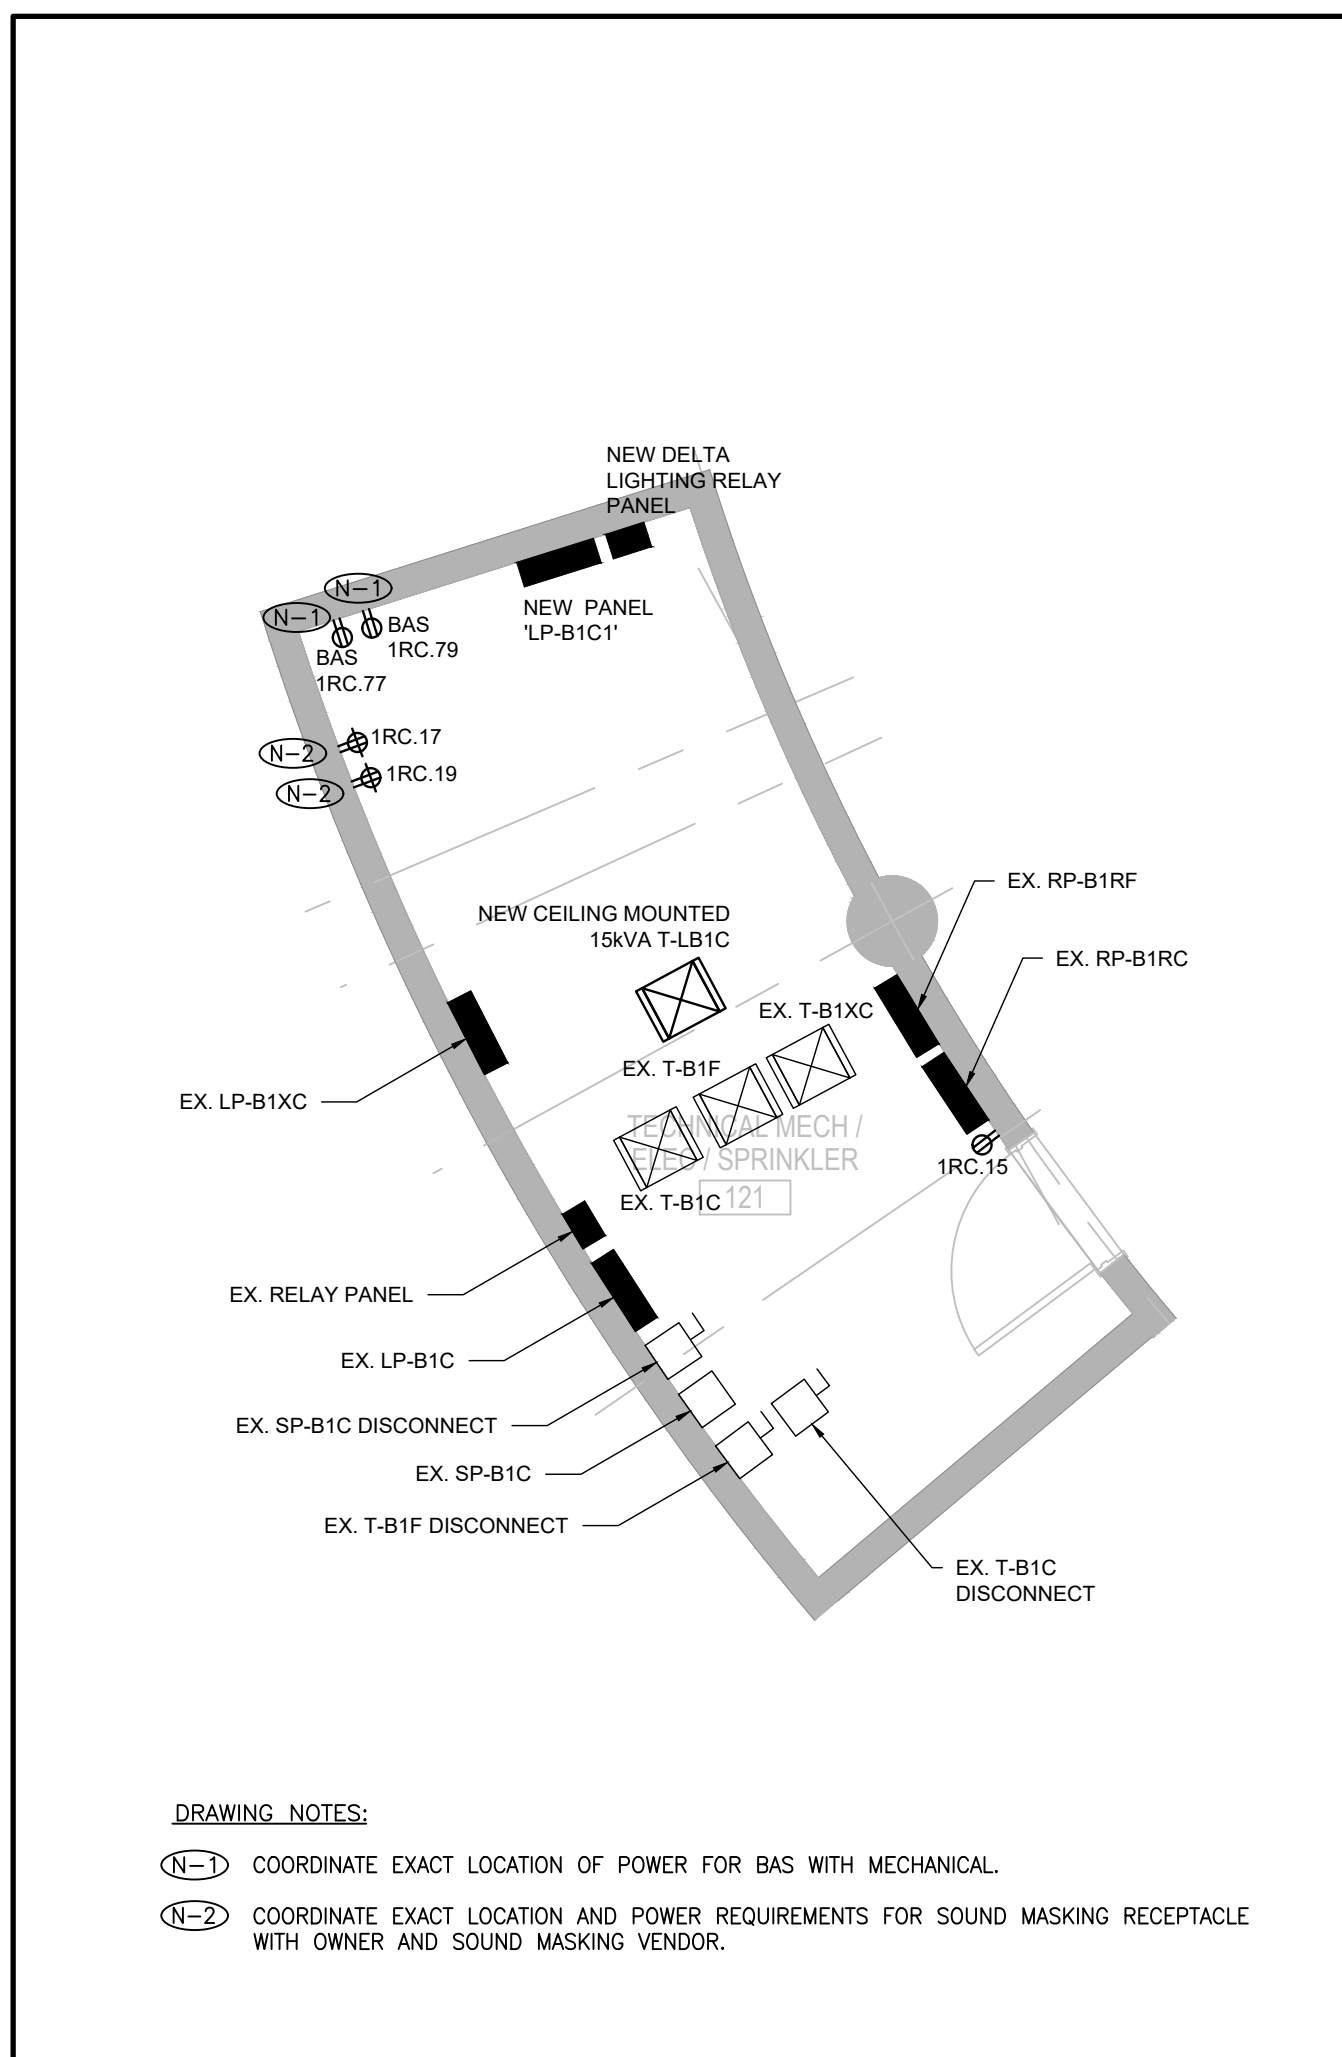 NEW DELTA
LIGHTING RELAY
PANEL
N-1
N-1
NEW PANEL
'LP-B1C1'
BAS
1RC.79
BAS
1RC.77
1RC.17
N-2
1RC.19
N-2
EX. RP-B1RF
NEW CEILING MOUNTED
15kVA T-LB1C
EX. RP-B1RC
EX. T-B1XC
EX. T-B1F
EX. LP-B1XC
TECHNICAL MECH /
ELEC / SPRINKLER
121
1RC.15
EX. T-B1C
EX. RELAY PANEL
EX. LP-B1C
EX. SP-B1C DISCONNECT
EX. SP-B1C
EX. T-B1F DISCONNECT
EX. T-B1C
DISCONNECT
DRAWING NOTES:
N-1 COORDINATE EXACT LOCATION OF POWER FOR BAS WITH MECHANICAL.
N-2 COORDINATE EXACT LOCATION AND POWER REQUIREMENTS FOR SOUND MASKING RECEPTACLE
WITH OWNER AND SOUND MASKING VENDOR.